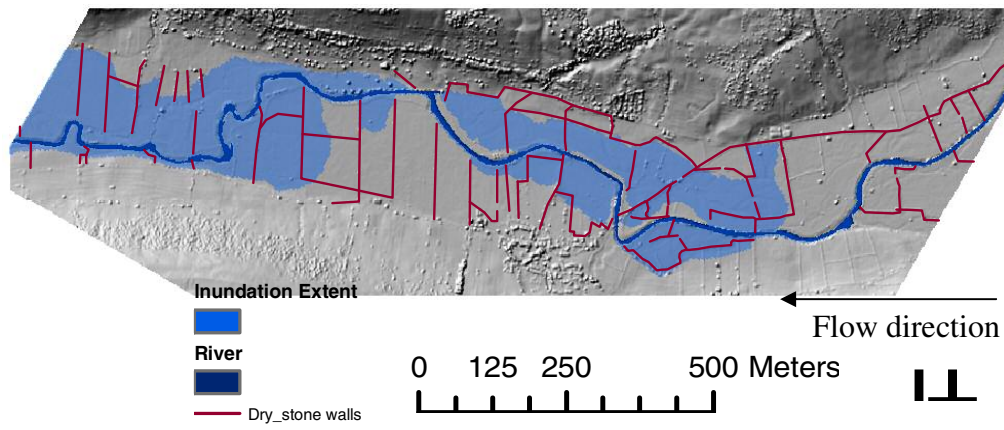 Inundation Extent
River
Dry_stone walls
0 125 250 500 Meters
Flow direction